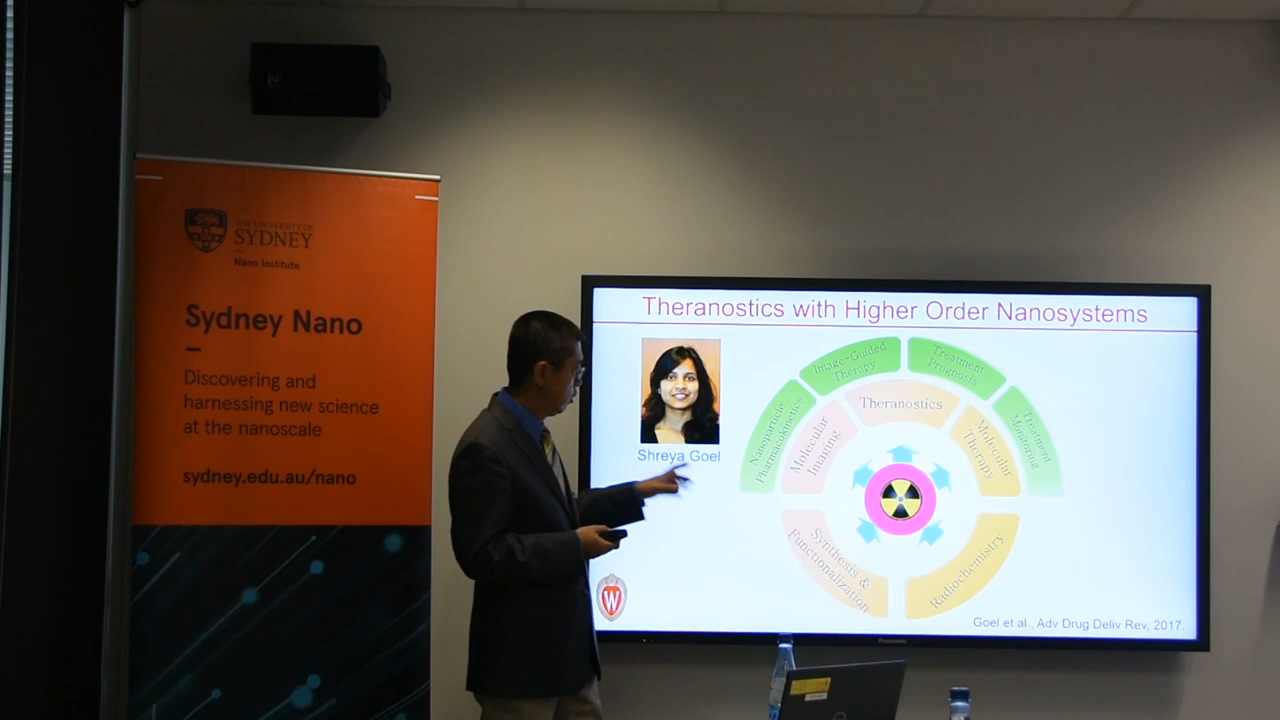 THE UNIVERSITY OF
SYDNEY
Nano Institute
Sydney Nano
Discovering and
harnessing new science
at the nanoscale
sydney.edu.au/nano
Theranostics with Higher Order Nanosystems
Shreya Goel
Nanoparticle
Pharmacokinetics
Image-Guided
Therapy
Treatment
Prognosis
Treatment
Monitoring
Molecular
Imaging
Theranostics
Molecular
Therapy
Synthesis &
Functionalization
Radiochemistry
W
Goel et al., Adv Drug Deliv Rev, 2017.
Panasonic